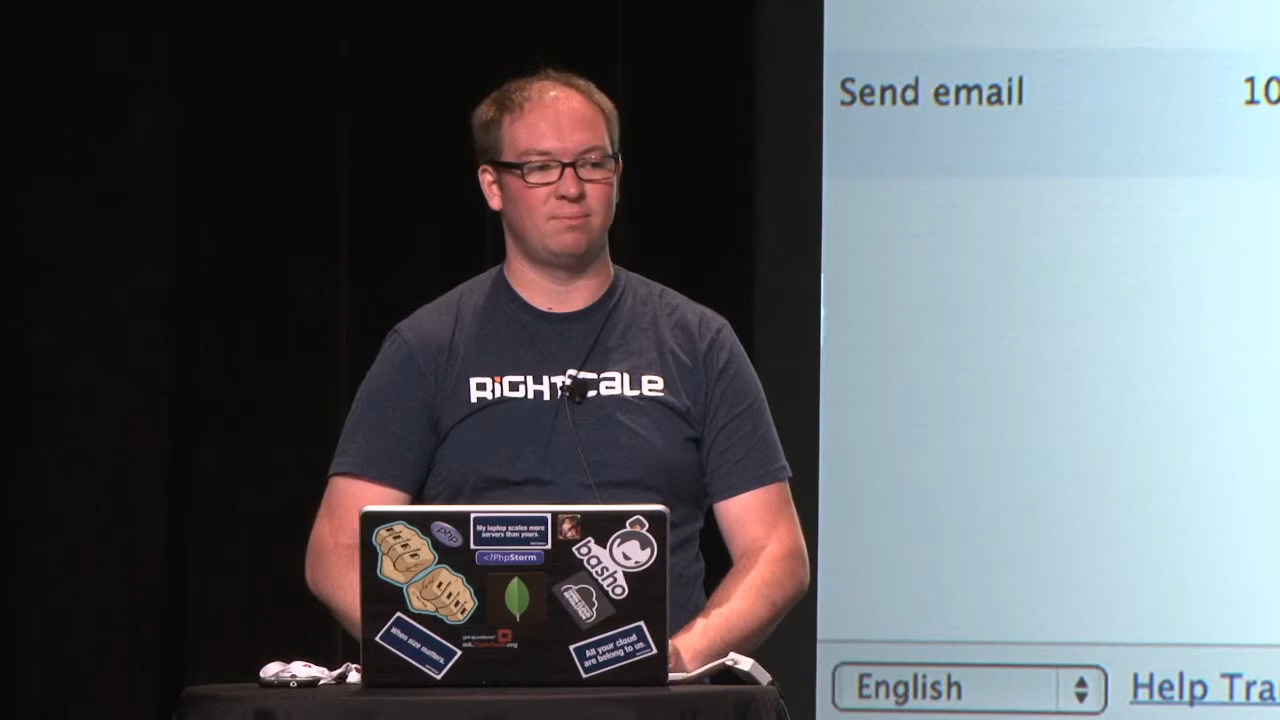 Send email
10
RIGHTSCALE
php
My laptop scales more
servers than yours.
<?PhpStorm
basho
When size matters.
All your cloud
are belong to us.
English
Help Tra